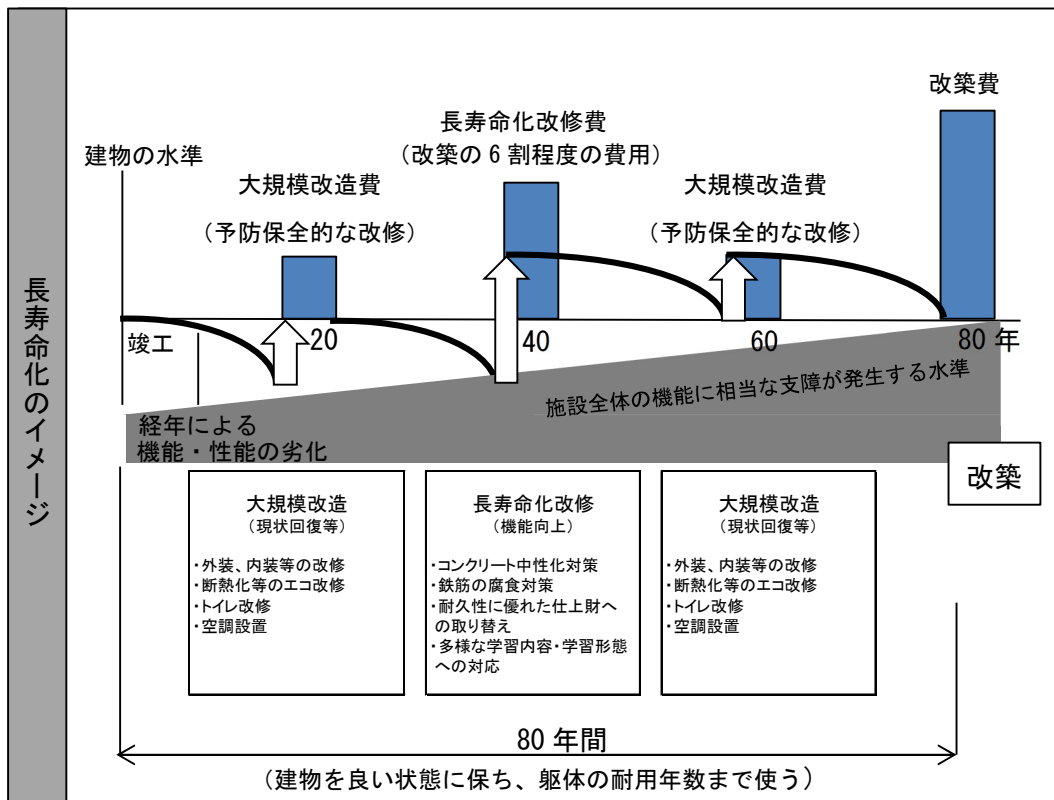 長寿命化のイメージ
改築費
長寿命化改修費
(改築の 6 割程度の費用)
建物の水準
大規模改造費
(予防保全的な改修)
大規模改造費
(予防保全的な改修)
竣工
20
40
60
80 年
施設全体の機能に相当な支障が発生する水準
経年による
機能・性能の劣化
改築
大規模改造
(現状回復等)
・外装、内装等の改修
・断熱化等のエコ改修
・トイレ改修
・空調設置
長寿命化改修
(機能向上)
・コンクリート中性化対策
・鉄筋の腐食対策
・耐久性に優れた仕上財へ
の取り替え
・多様な学習内容・学習形態
への対応
大規模改造
(現状回復等)
・外装、内装等の改修
・断熱化等のエコ改修
・トイレ改修
・空調設置
80 年間
(建物を良い状態に保ち、躯体の耐用年数まで使う)